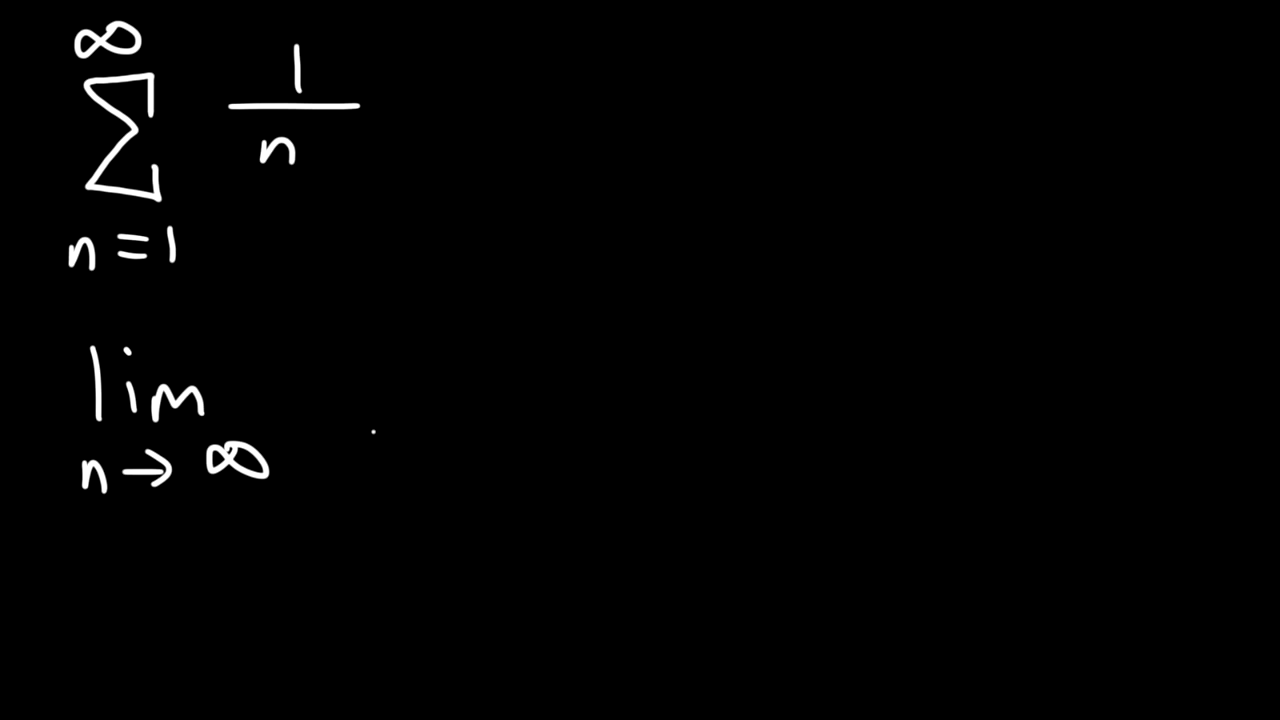 ∞
∑ 1/n
n=1
lim
n→∞